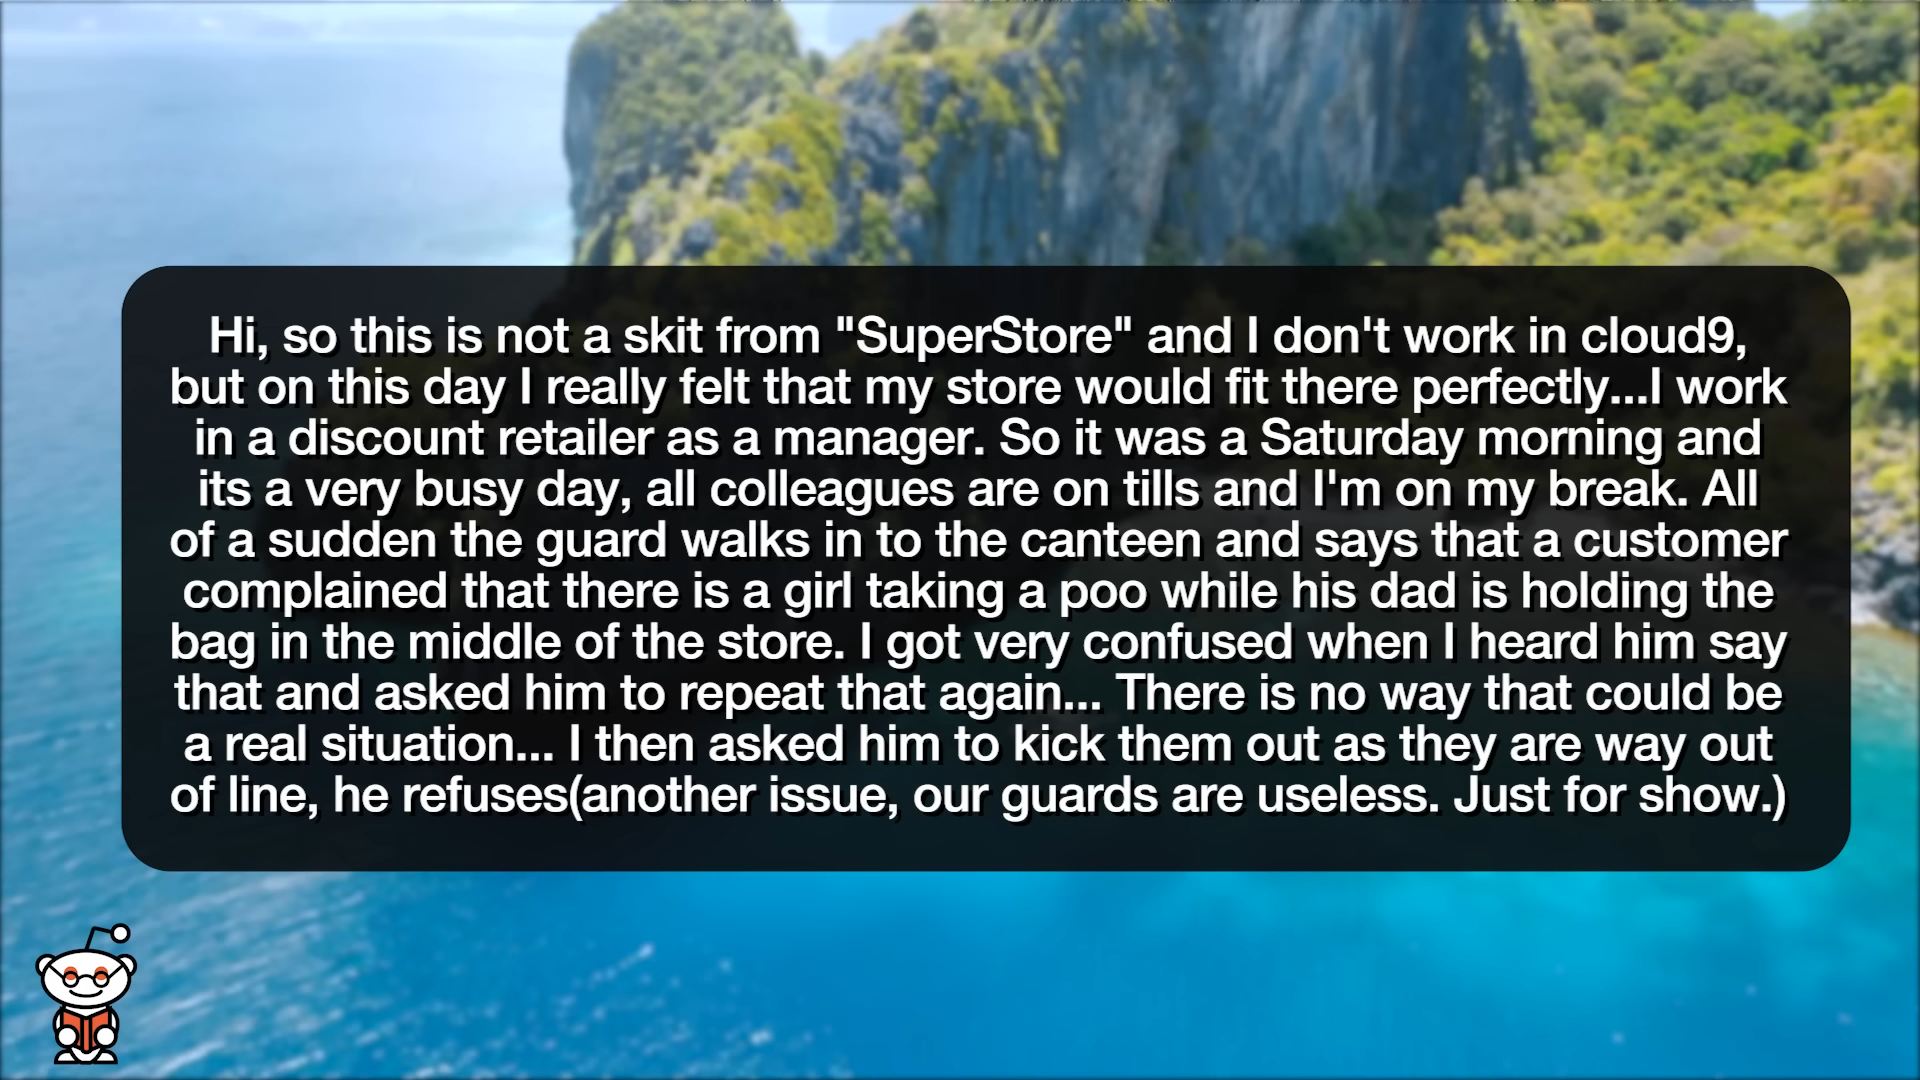 Hi, so this is not a skit from "SuperStore" and I don't work in cloud9,
but on this day I really felt that my store would fit there perfectly...I work
in a discount retailer as a manager. So it was a Saturday morning and
its a very busy day, all colleagues are on tills and I'm on my break. All
of a sudden the guard walks in to the canteen and says that a customer
complained that there is a girl taking a poo while his dad is holding the
bag in the middle of the store. I got very confused when I heard him say
that and asked him to repeat that again... There is no way that could be
a real situation... I then asked him to kick them out as they are way out
of line, he refuses(another issue, our guards are useless. Just for show.)